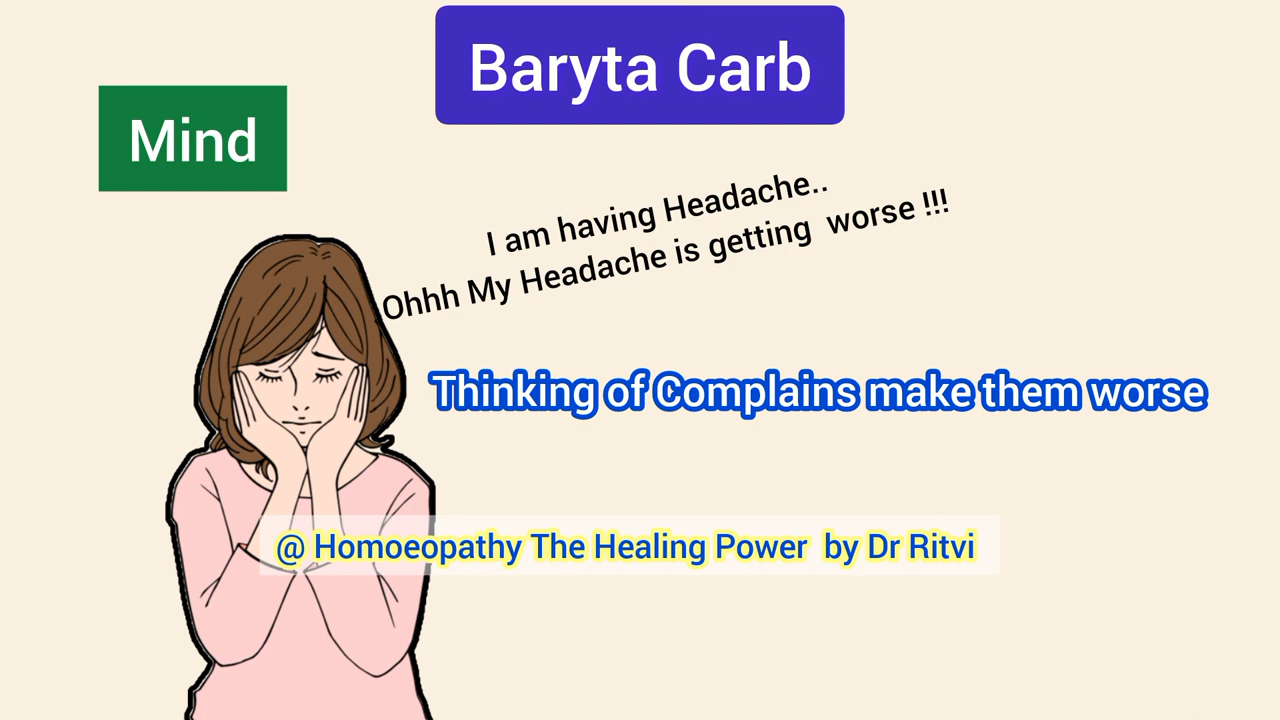 Baryta Carb
Mind
I am having Headache..
Ohhh My Headache is getting worse !!!
Thinking of Complains make them worse
@ Homoeopathy The Healing Power by Dr Ritvi